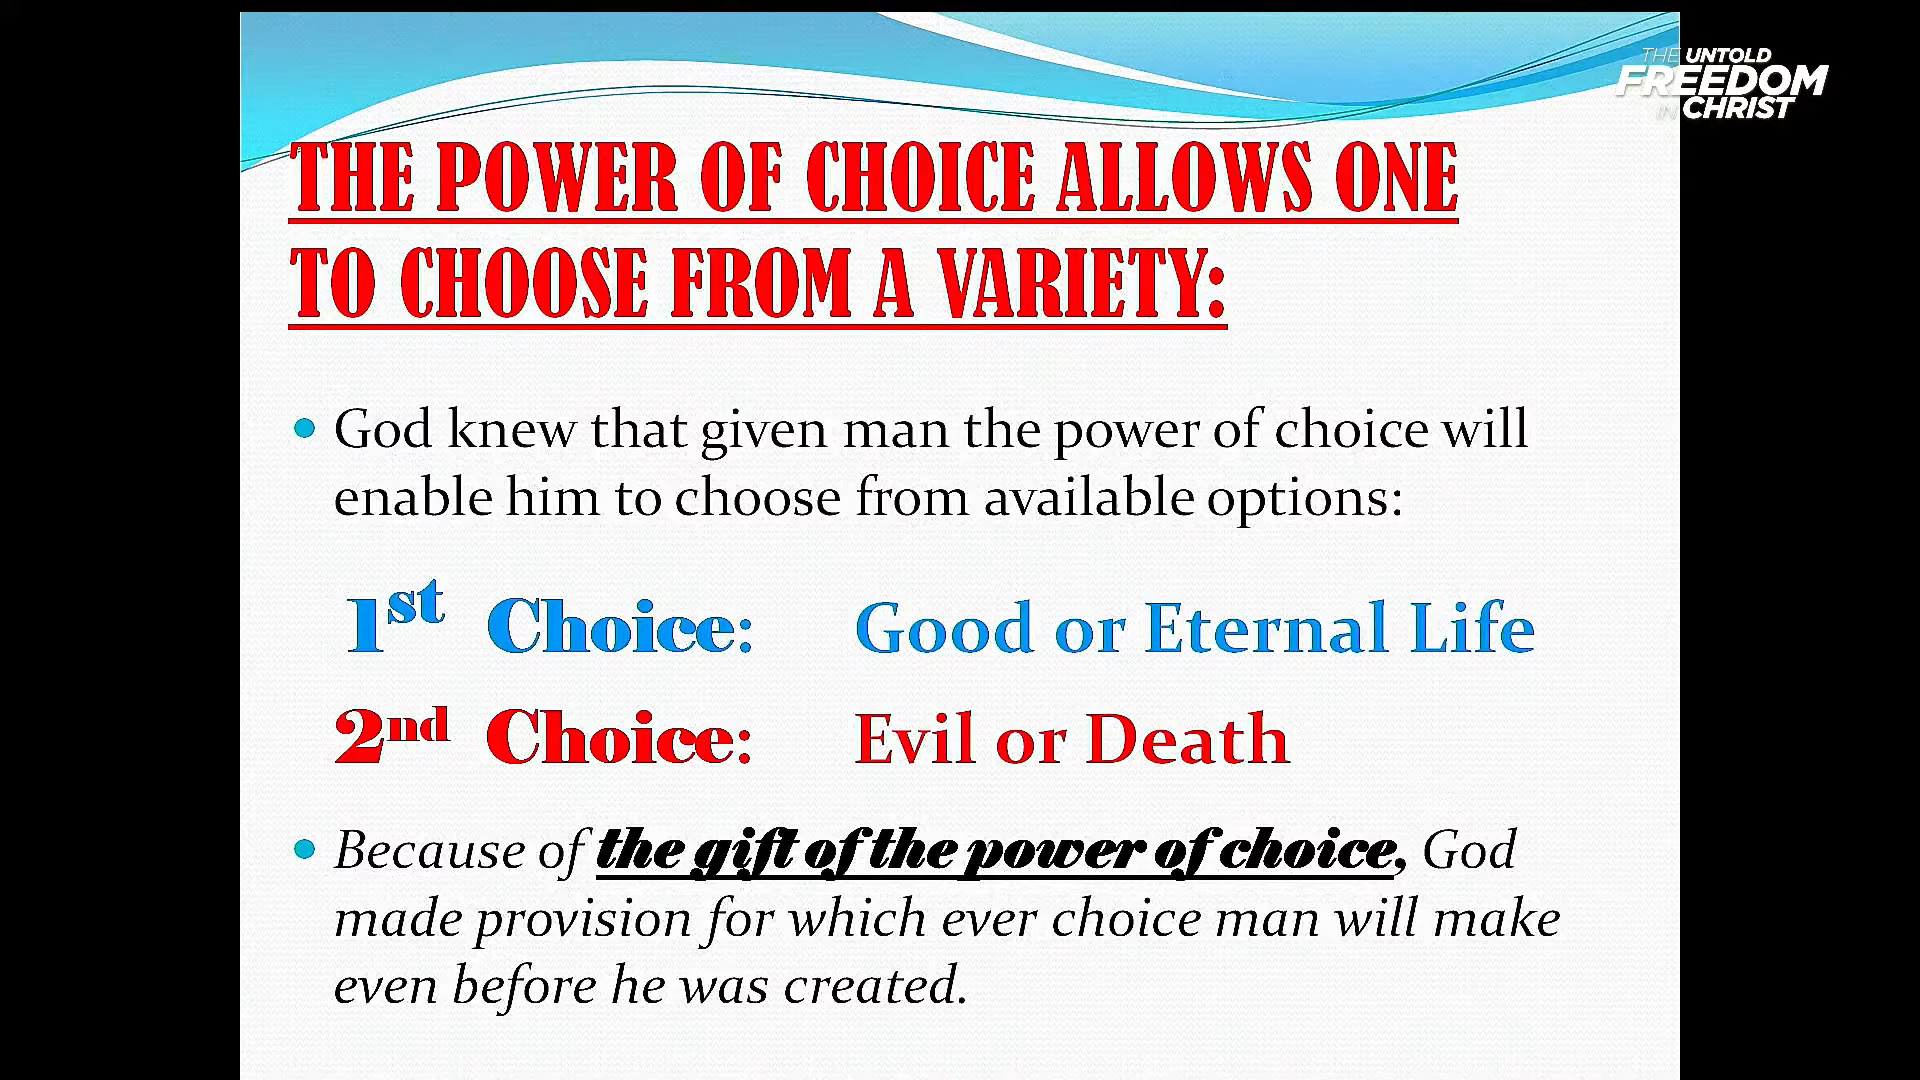 THE UNTOLD
FREEDOM
IN CHRIST
THE POWER OF CHOICE ALLOWS ONE
TO CHOOSE FROM A VARIETY:
• God knew that given man the power of choice will
enable him to choose from available options:
1st Choice: Good or Eternal Life
2nd Choice: Evil or Death
• Because of the gift of the power of choice, God
made provision for which ever choice man will make
even before he was created.